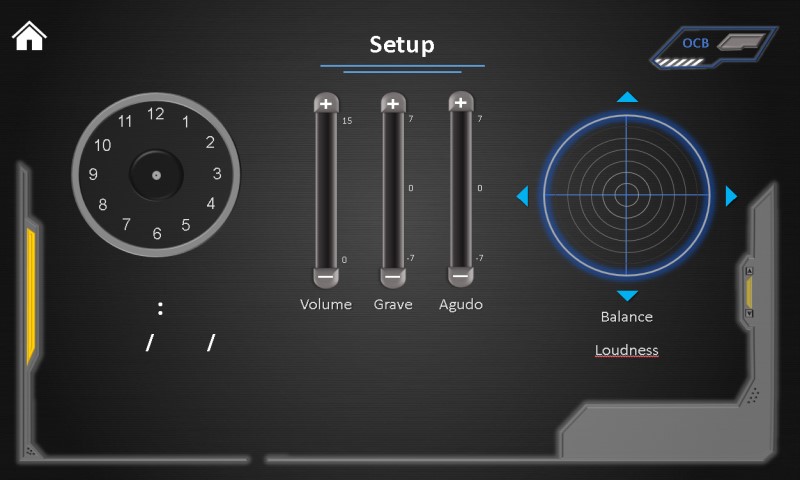 Setup
OCB
12
1
2
3
4
5
6
7
8
9
10
11
+ + +
15 7 7
0 0
0 -7 -7
− − −
Volume Grave Agudo
:
/ /
Balance
Loudness